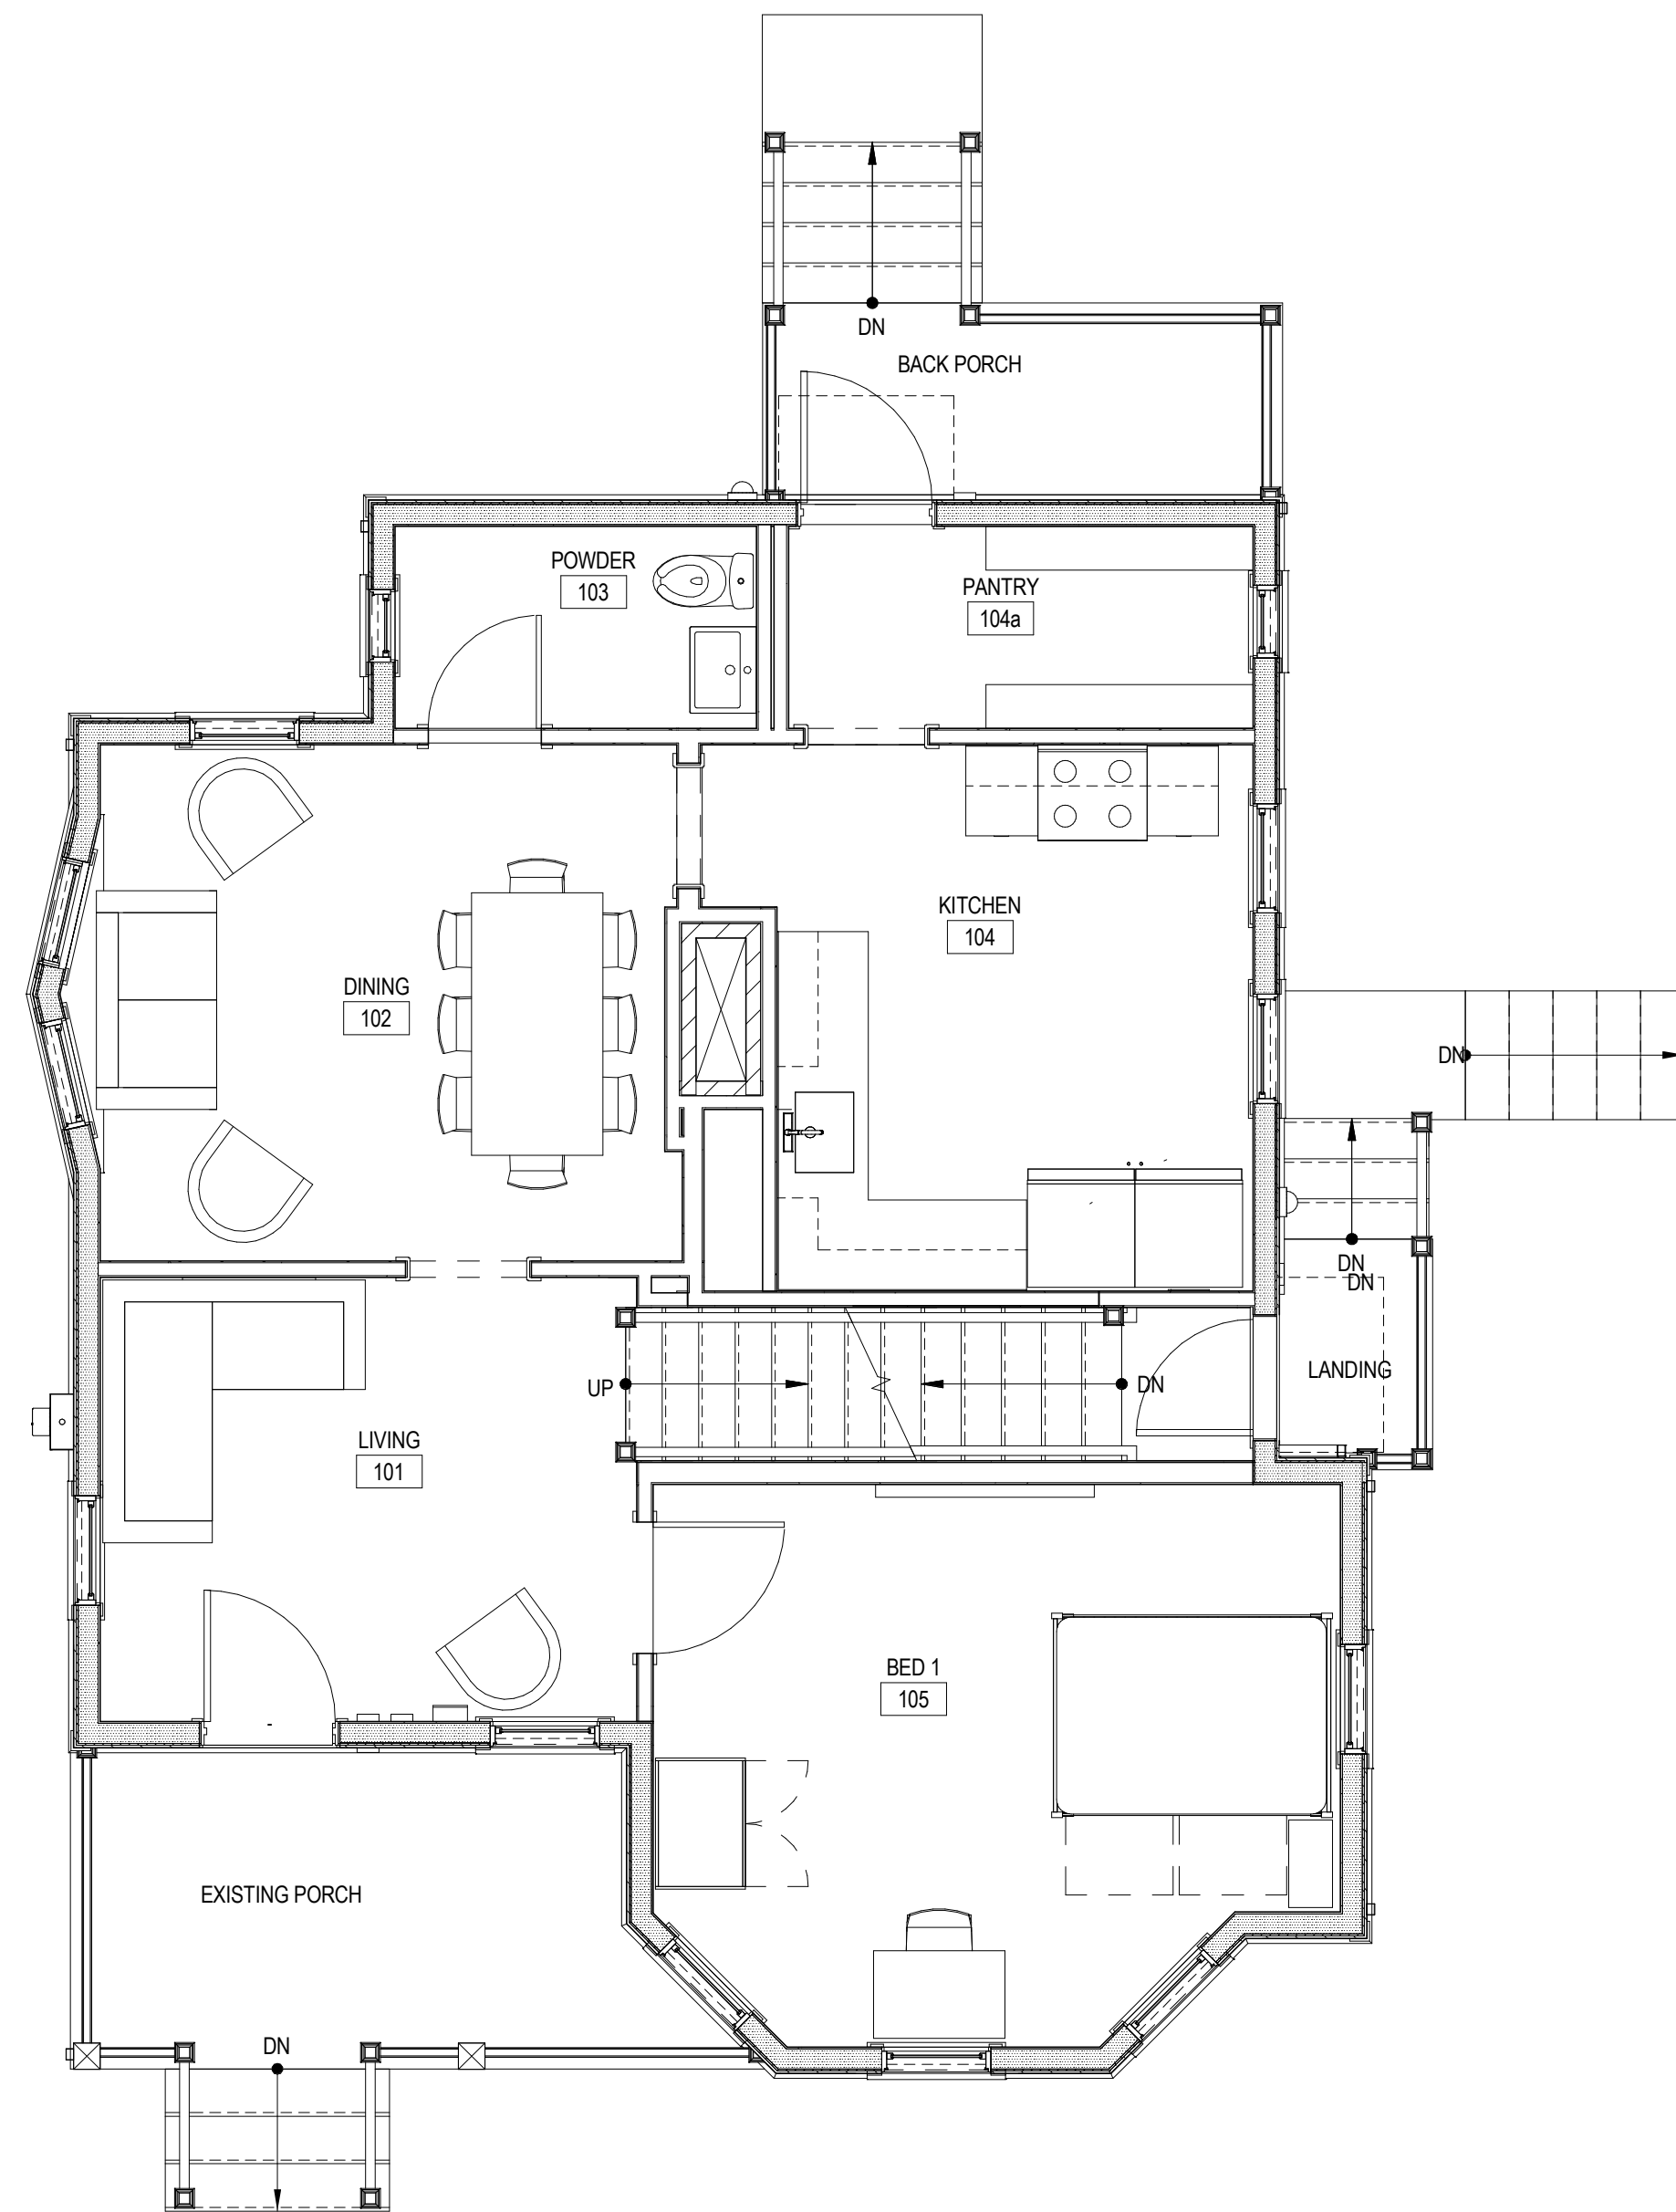 DN
BACK PORCH
POWDER
103
PANTRY
104a
KITCHEN
104
DINING
102
DN
DN
DN
LANDING
UP
DN
LIVING
101
BED 1
105
EXISTING PORCH
DN